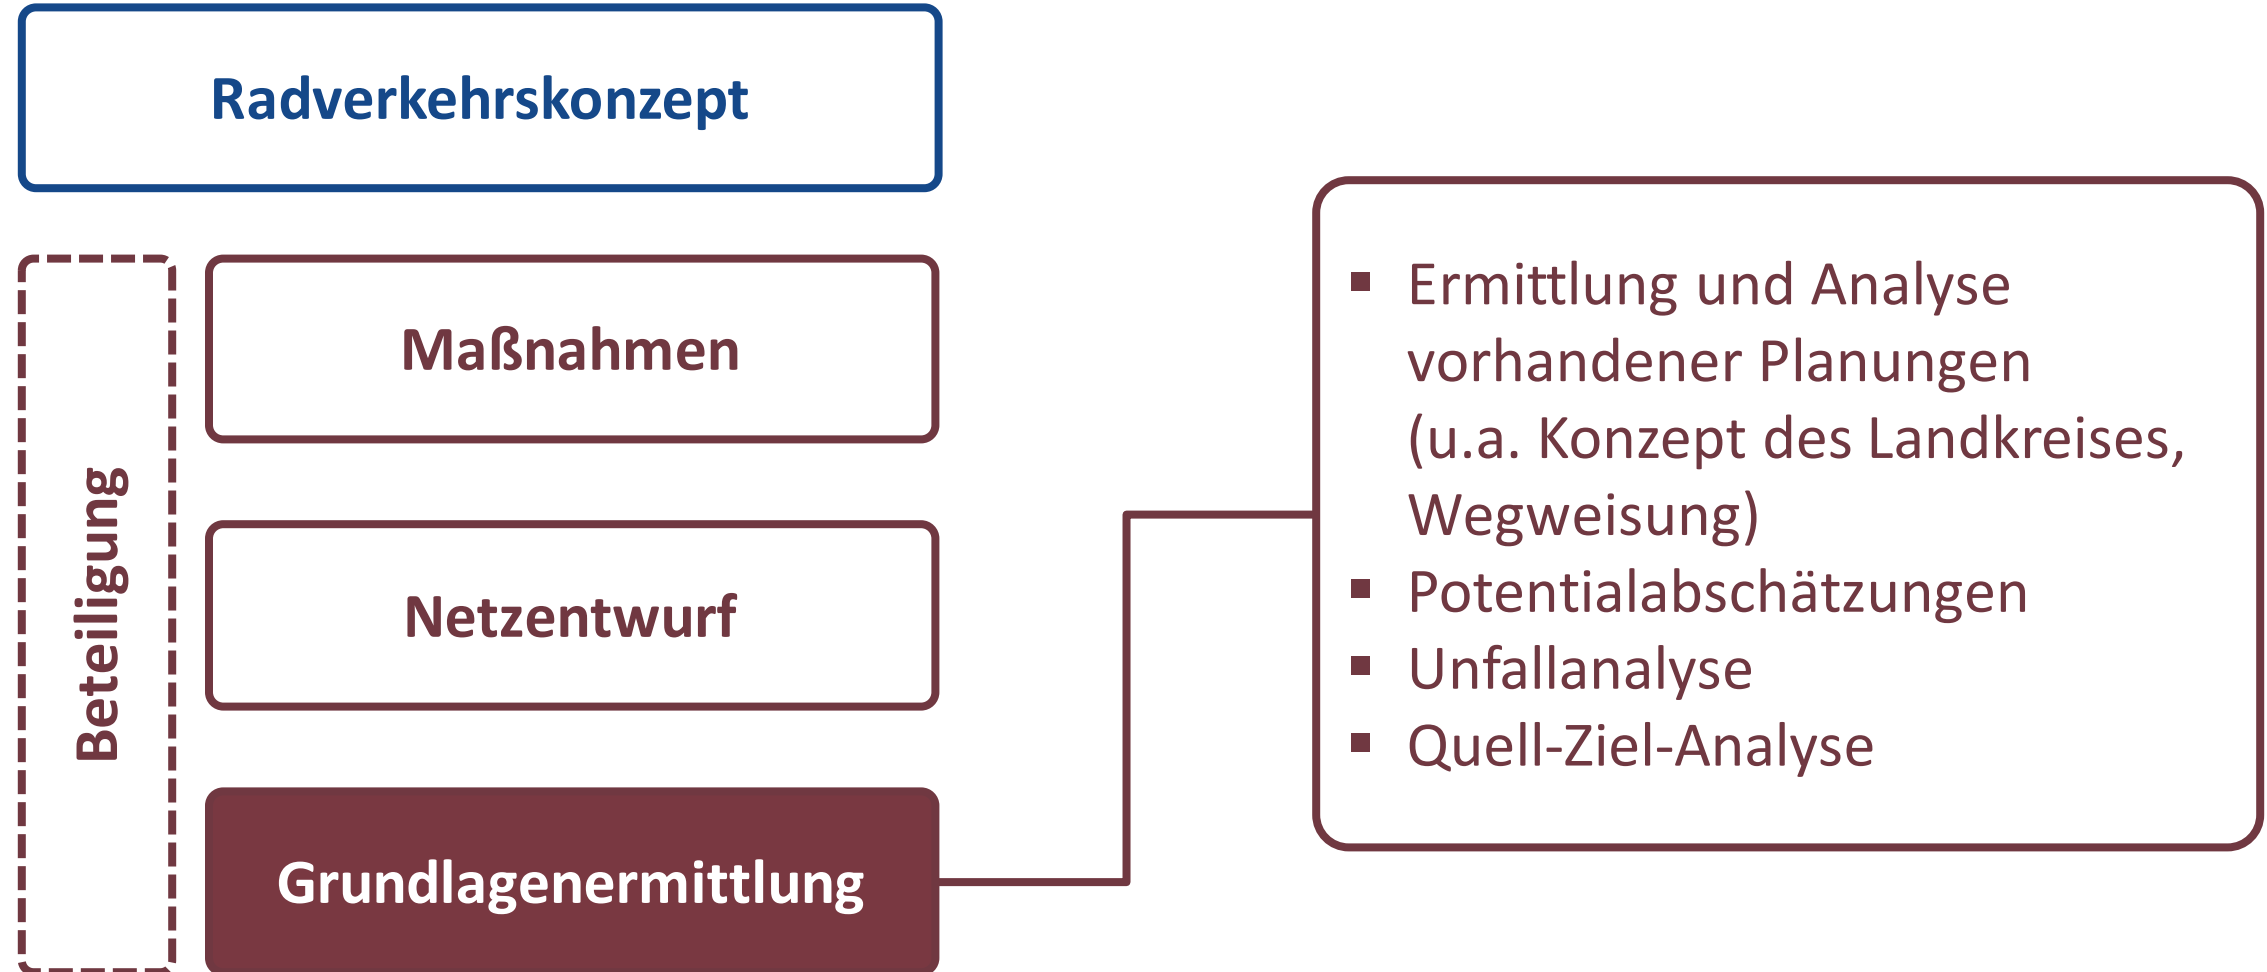 Radverkehrskonzept
Beteiligung
Maßnahmen
Netzentwurf
Grundlagenermittlung
▪ Ermittlung und Analyse
vorhandener Planungen
(u.a. Konzept des Landkreises,
Wegweisung)
▪ Potentialabschätzungen
▪ Unfallanalyse
▪ Quell-Ziel-Analyse